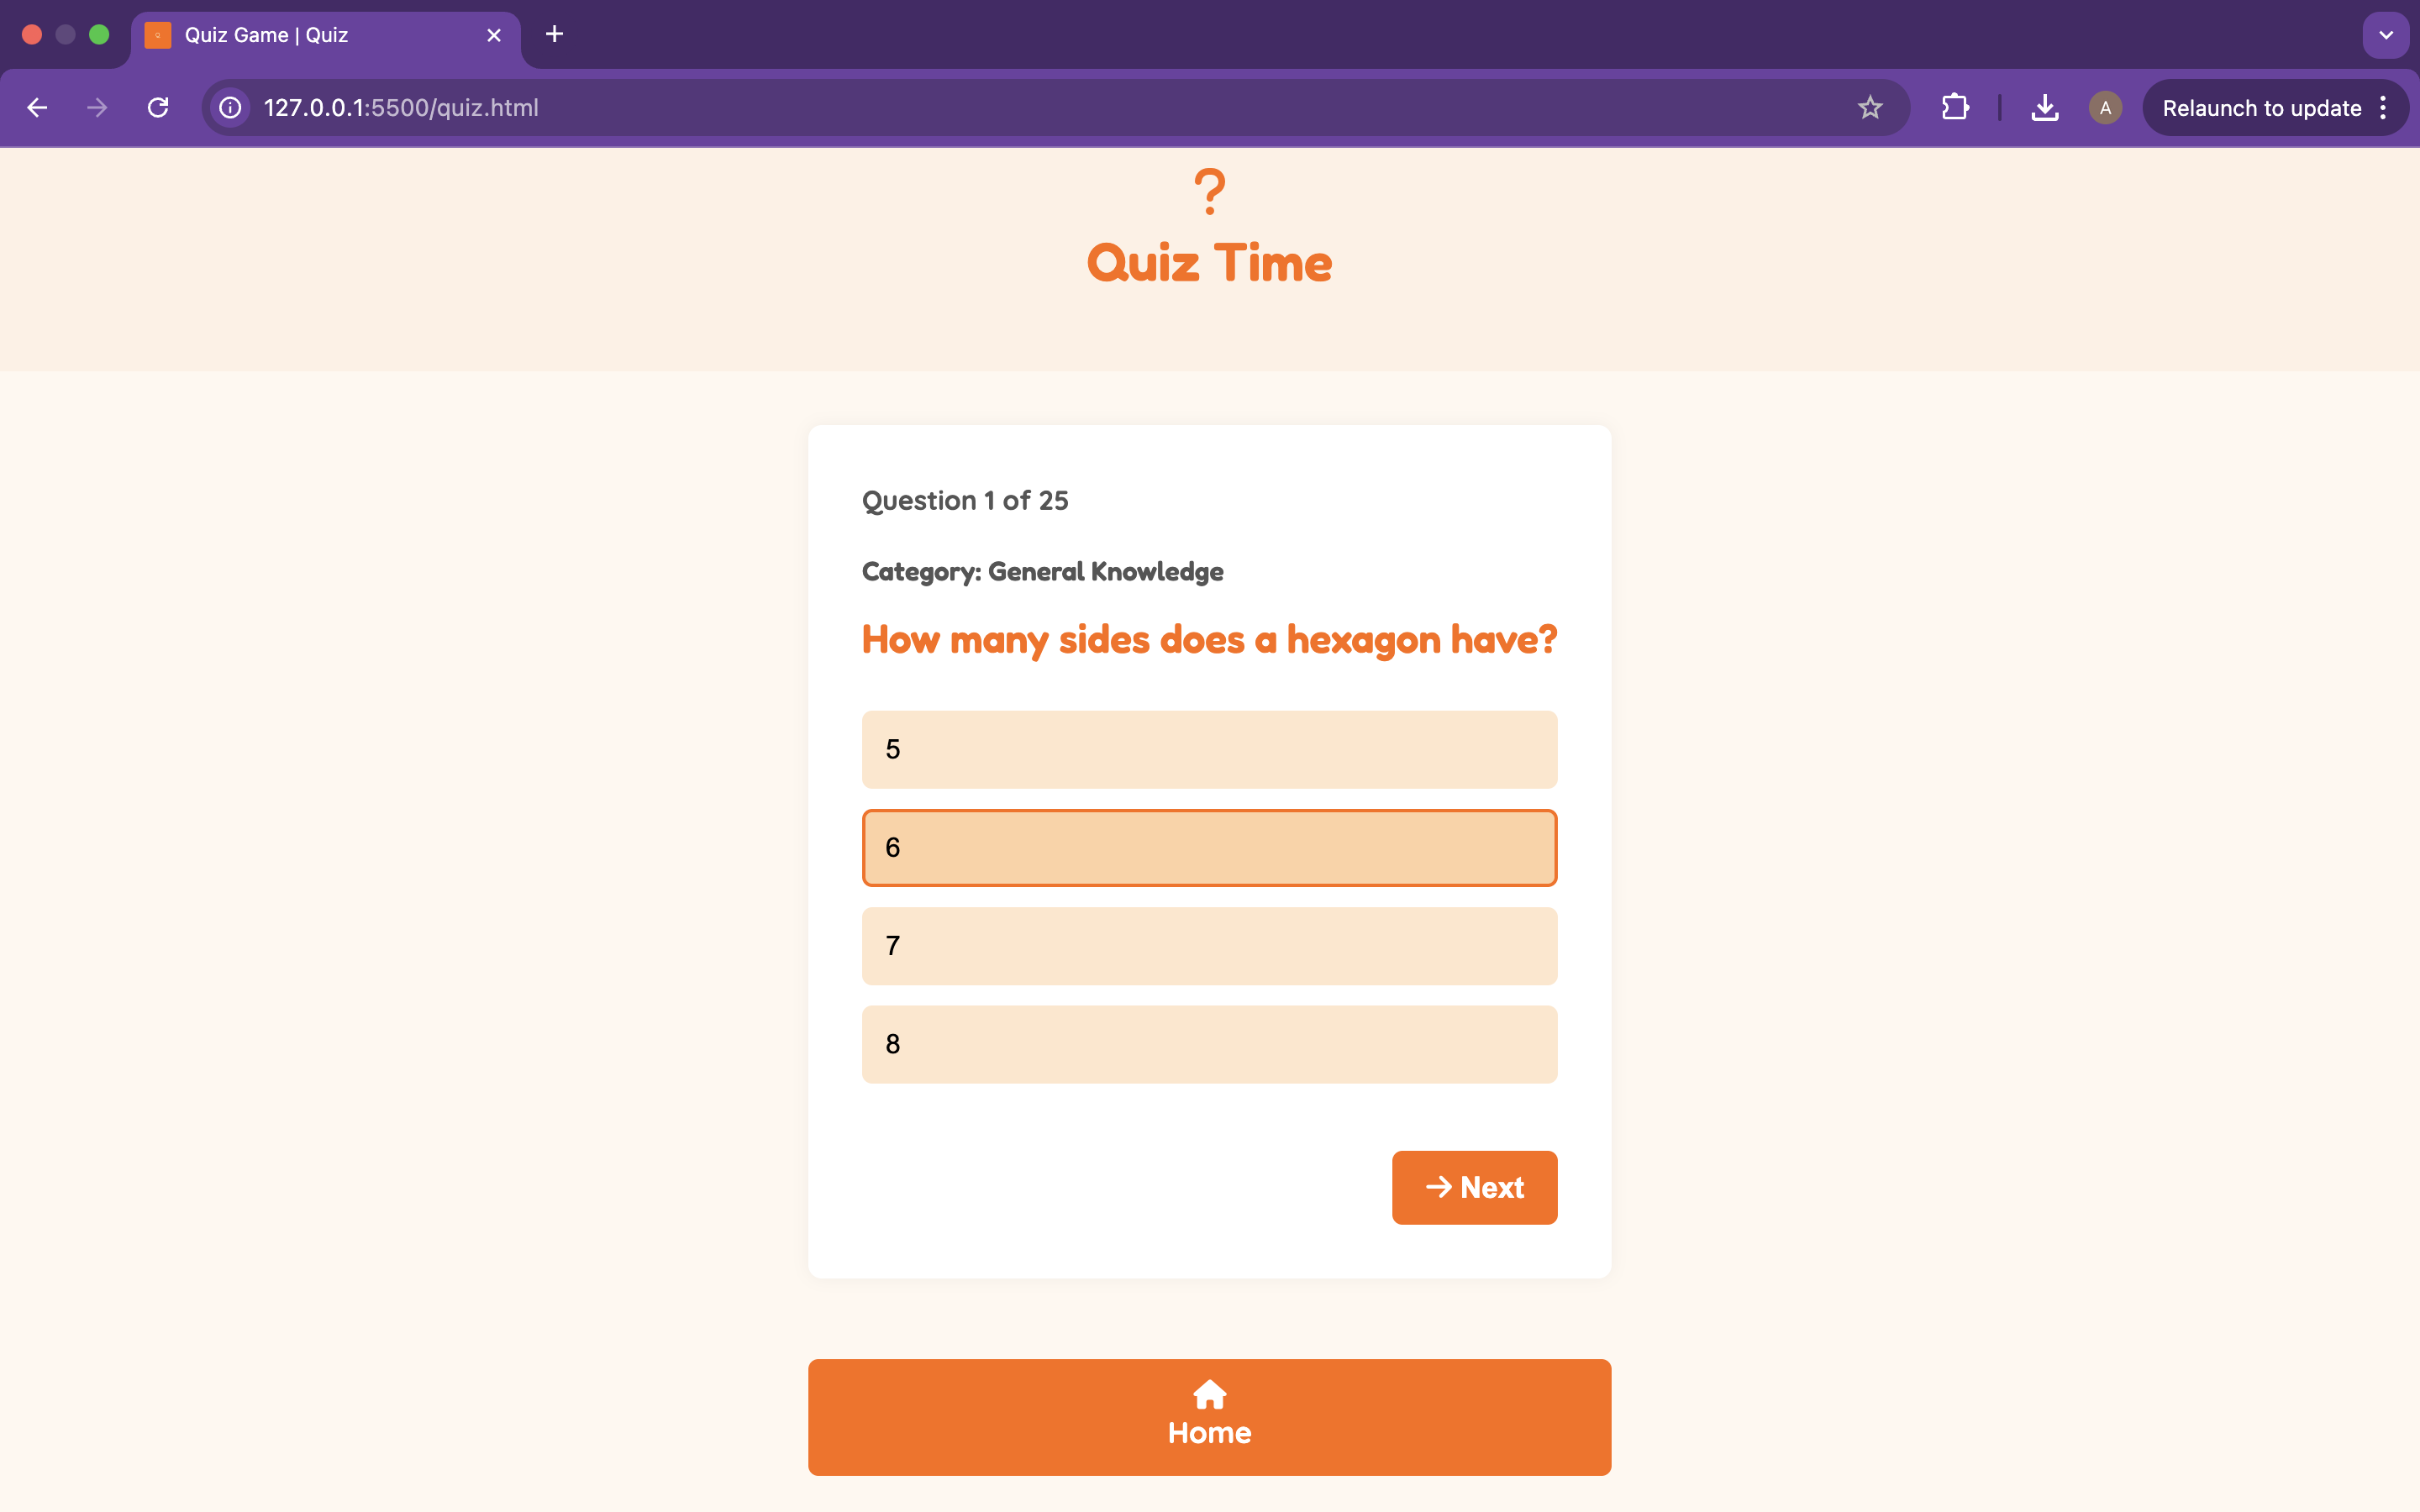 Quiz Game | Quiz
127.0.0.1:5500/quiz.html
A
Relaunch to update
?
Quiz Time
Question 1 of 25
Category: General Knowledge
How many sides does a hexagon have?
5
6
7
8
→ Next
Home